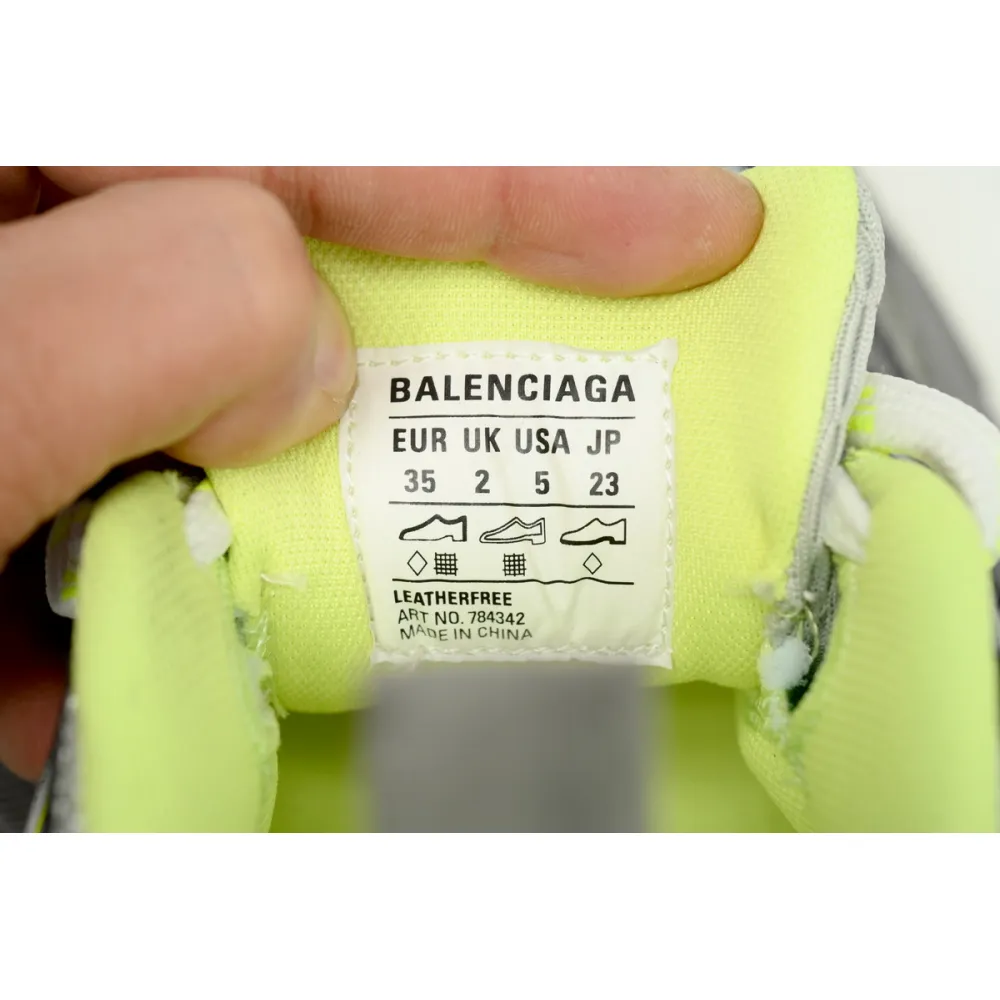 BALENCIAGA
EUR UK USA JP
35 2 5 23
LEATHERFREE
ART NO. 784342
MADE IN CHINA